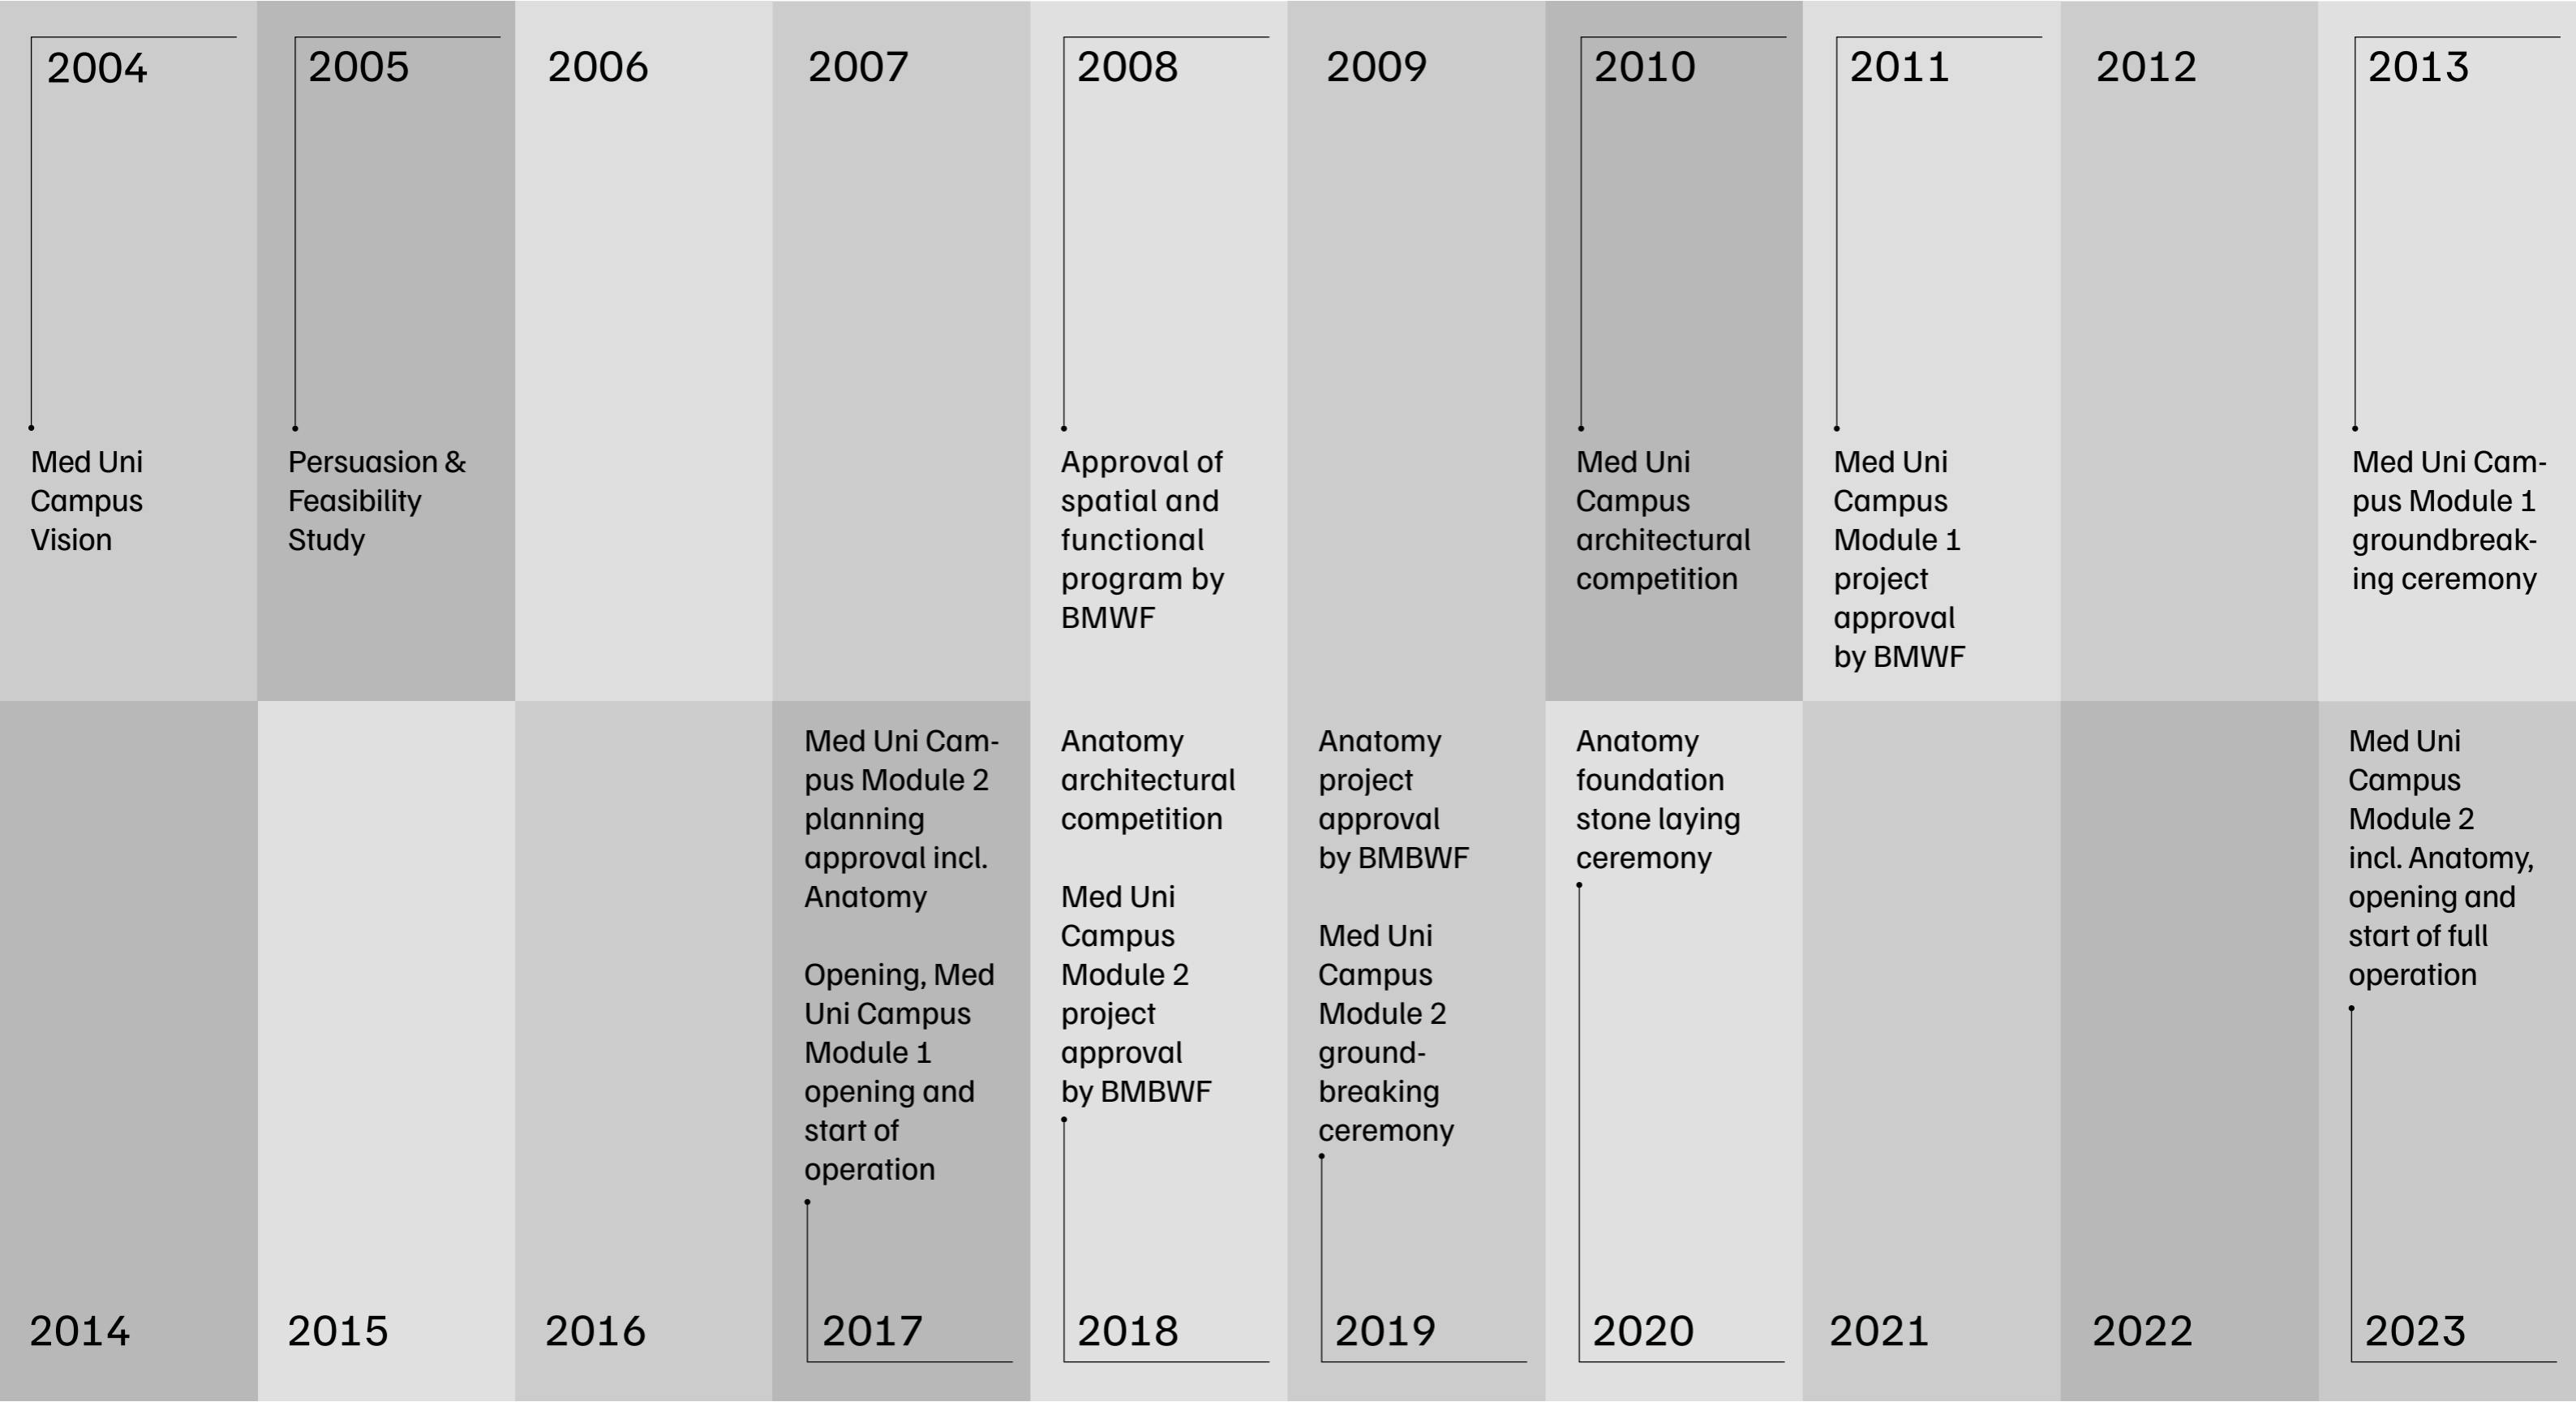 2004
Med Uni
Campus
Vision
2005
Persuasion &
Feasibility
Study
2006
2007
2008
Approval of
spatial and
functional
program by
BMWF
2009
2010
Med Uni
Campus
architectural
competition
2011
Med Uni
Campus
Module 1
project
approval
by BMWF
2012
2013
Med Uni Cam-
pus Module 1
groundbreak-
ing ceremony
2014
2015
2016
Med Uni Cam-
pus Module 2
planning
approval incl.
Anatomy
Opening, Med
Uni Campus
Module 1
opening and
start of
operation
2017
Anatomy
architectural
competition
Med Uni
Campus
Module 2
project
approval
by BMBWF
2018
Anatomy
project
approval
by BMBWF
Med Uni
Campus
Module 2
ground-
breaking
ceremony
2019
Anatomy
foundation
stone laying
ceremony
2020
2021
2022
Med Uni
Campus
Module 2
incl. Anatomy,
opening and
start of full
operation
2023